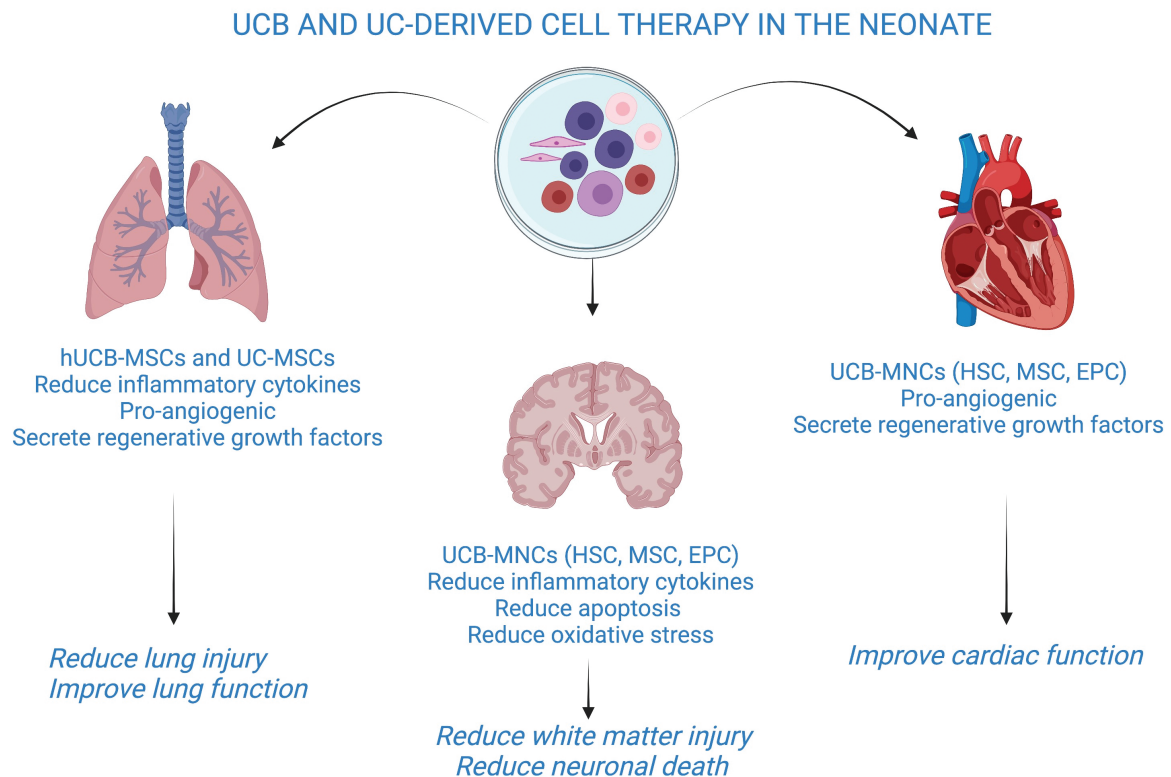 UCB AND UC-DERIVED CELL THERAPY IN THE NEONATE
hUCB-MSCs and UC-MSCs
Reduce inflammatory cytokines
Pro-angiogenic
Secrete regenerative growth factors
Reduce lung injury
Improve lung function
UCB-MNCs (HSC, MSC, EPC)
Reduce inflammatory cytokines
Reduce apoptosis
Reduce oxidative stress
Reduce white matter injury
Reduce neuronal death
UCB-MNCs (HSC, MSC, EPC)
Pro-angiogenic
Secrete regenerative growth factors
Improve cardiac function